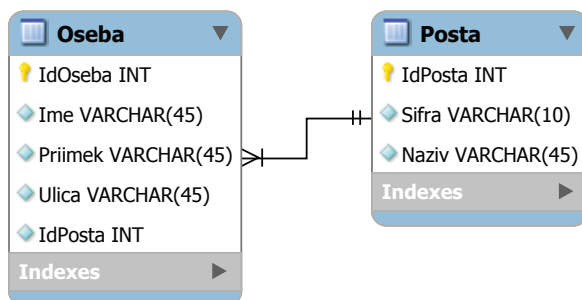 Oseba
IdOseba INT
Ime VARCHAR(45)
Priimek VARCHAR(45)
Ulica VARCHAR(45)
IdPosta INT
Indexes
Posta
IdPosta INT
Sifra VARCHAR(10)
Naziv VARCHAR(45)
Indexes